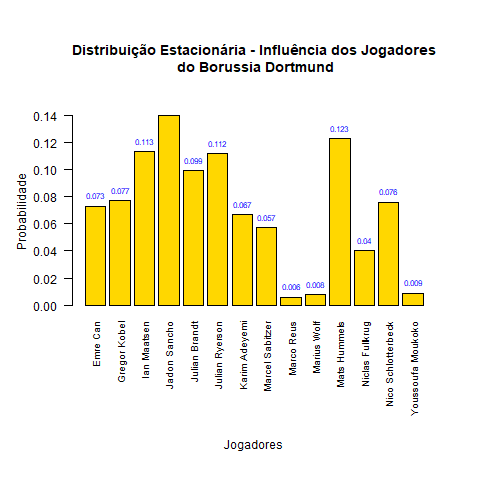 Distribuição Estacionária - Influência dos Jogadores
do Borussia Dortmund
Probabilidade
0.14
0.12
0.10
0.08
0.06
0.04
0.02
0.00
0.073
0.077
0.113
0.099
0.112
0.067
0.057
0.006
0.008
0.123
0.04
0.076
0.009
Emre Can
Gregor Kobel
Ian Maatsen
Jadon Sancho
Julian Brandt
Julian Ryerson
Karim Adeyemi
Marcel Sabitzer
Marco Reus
Marius Wolf
Mats Hummels
Niclas Fullkrug
Nico Schlotterbeck
Youssoufa Moukoko
Jogadores